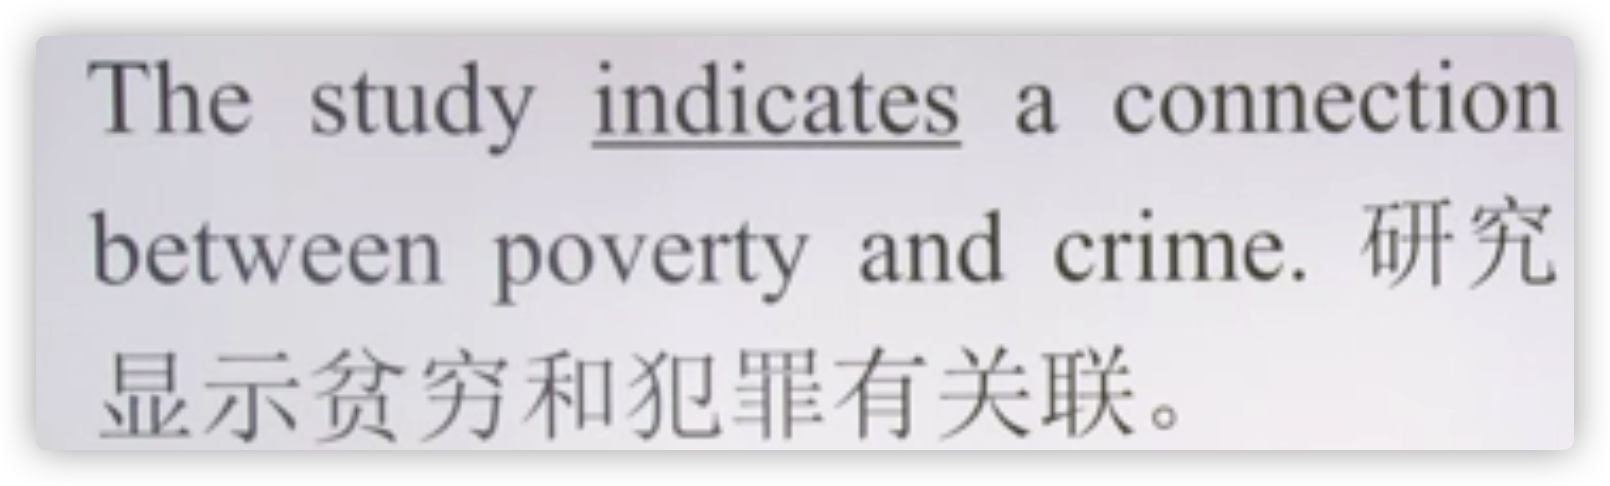 The study indicates a connection
between poverty and crime. 研究
显示贫穷和犯罪有关联。